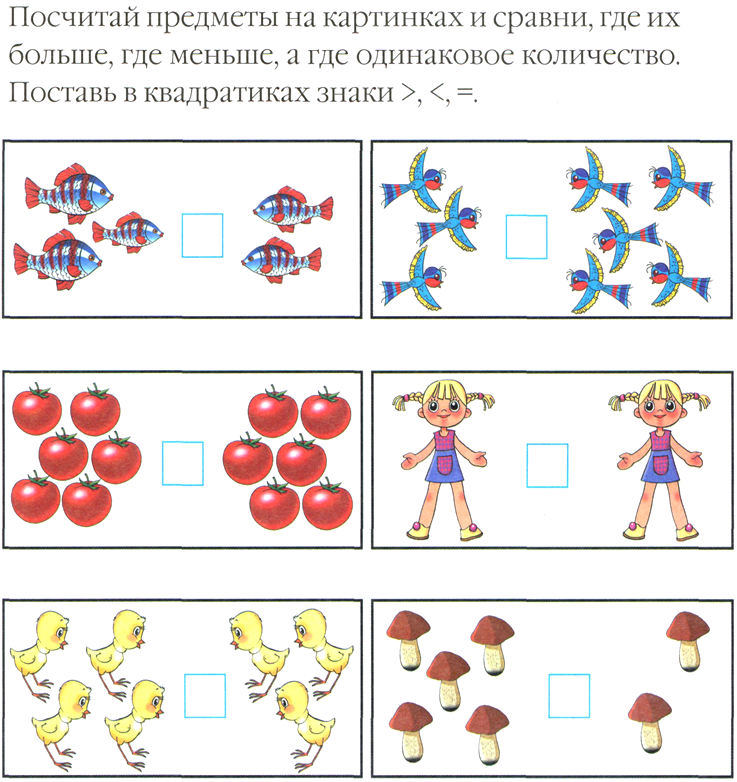 Посчитай предметы на картинках и сравни, где их
больше, где меньше, а где одинаковое количество.
Поставь в квадратиках знаки >, <, =.